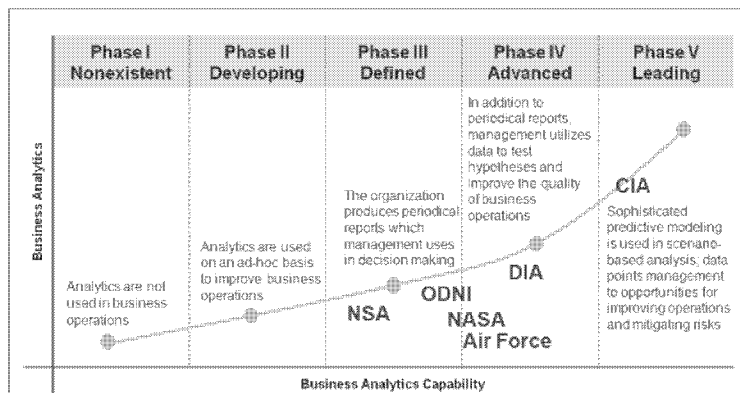 Phase I
Nonexistent
Phase II
Developing
Phase III
Defined
Phase IV
Advanced
Phase V
Leading
Business Analytics
Analytics are not
used in business
operations
Analytics are used
on an ad-hoc basis
to improve business
operations
The organization
produces periodical
reports which
management uses
in decision making
In addition to
periodical reports,
management utilizes
data to test
hypotheses and
improve the quality
of business
operations
Sophisticated
predictive modeling
is used in scenario-
based analysis; data
points management
to opportunities for
improving operations
and mitigating risks
NSA
ODNI
NASA
Air Force
DIA
CIA
Business Analytics Capability